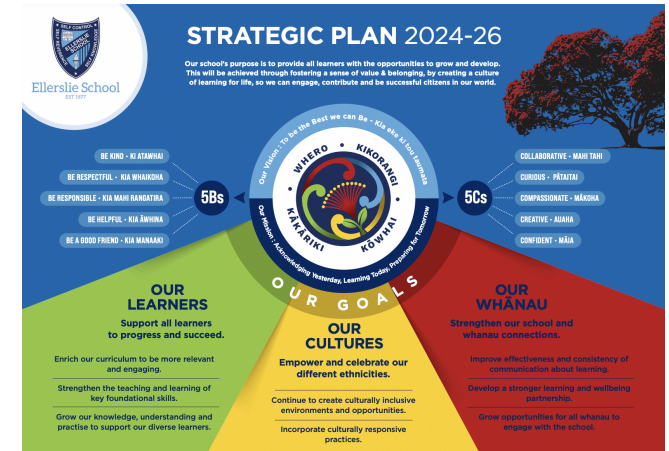 SELF CONTROL
SELF RELIANCE
SELF KNOWLEDGE
ELLERSLIE
SCHOOL
Ellerslie School
EST 1877
STRATEGIC PLAN 2024-26
Our school's purpose is to provide all learners with the opportunities to grow and develop.
This will be achieved through fostering a sense of value & belonging, by creating a culture
of learning for life, so we can engage, contribute and be successful citizens in our world.
Our Vision : To be the Best we can Be - Kia eke ki tou taumata
WHERO • KIKORANGI
KĀKĀRIKI • KŌWHAI
Our Mission : Acknowledging Yesterday, Learning Today, Preparing for Tomorrow
BE KIND • KI ATAWHAI
BE RESPECTFUL • KIA WHAIKOHA
BE RESPONSIBLE • KIA MAHI RANGATIRA
BE HELPFUL • KIA ĀWHINA
BE A GOOD FRIEND • KIA MANAAKI
5Bs
5Cs
COLLABORATIVE • MAHI TAHI
CURIOUS • PĀTAITAI
COMPASSIONATE • MĀKOHA
CREATIVE • AUAHA
CONFIDENT • MĀIA
OUR GOALS
OUR
LEARNERS
Support all learners
to progress and succeed.
Enrich our curriculum to be more relevant
and engaging.
Strengthen the teaching and learning of
key foundational skills.
Grow our knowledge, understanding and
practise to support our diverse learners.
OUR
CULTURES
Empower and celebrate our
different ethnicities.
Continue to create culturally inclusive
environments and opportunities.
Incorporate culturally responsive
practices.
OUR
WHĀNAU
Strengthen our school and
whanau connections.
Improve effectiveness and consistency of
communication about learning.
Develop a stronger learning and wellbeing
partnership.
Grow opportunities for all whanau to
engage with the school.